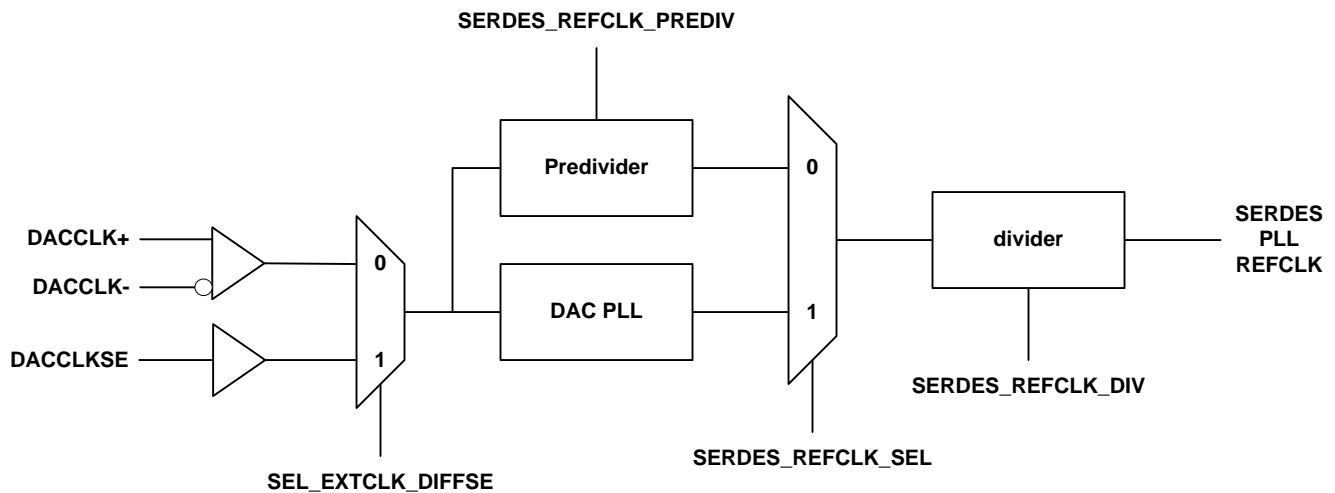 SERDES_REFCLK_PREDIV
Predivider
0
DACCLK+
DACCLK-
0
DACCLKSE
1
DAC PLL
1
divider
SERDES
PLL
REFCLK
SERDES_REFCLK_DIV
SERDES_REFCLK_SEL
SEL_EXTCLK_DIFFSE